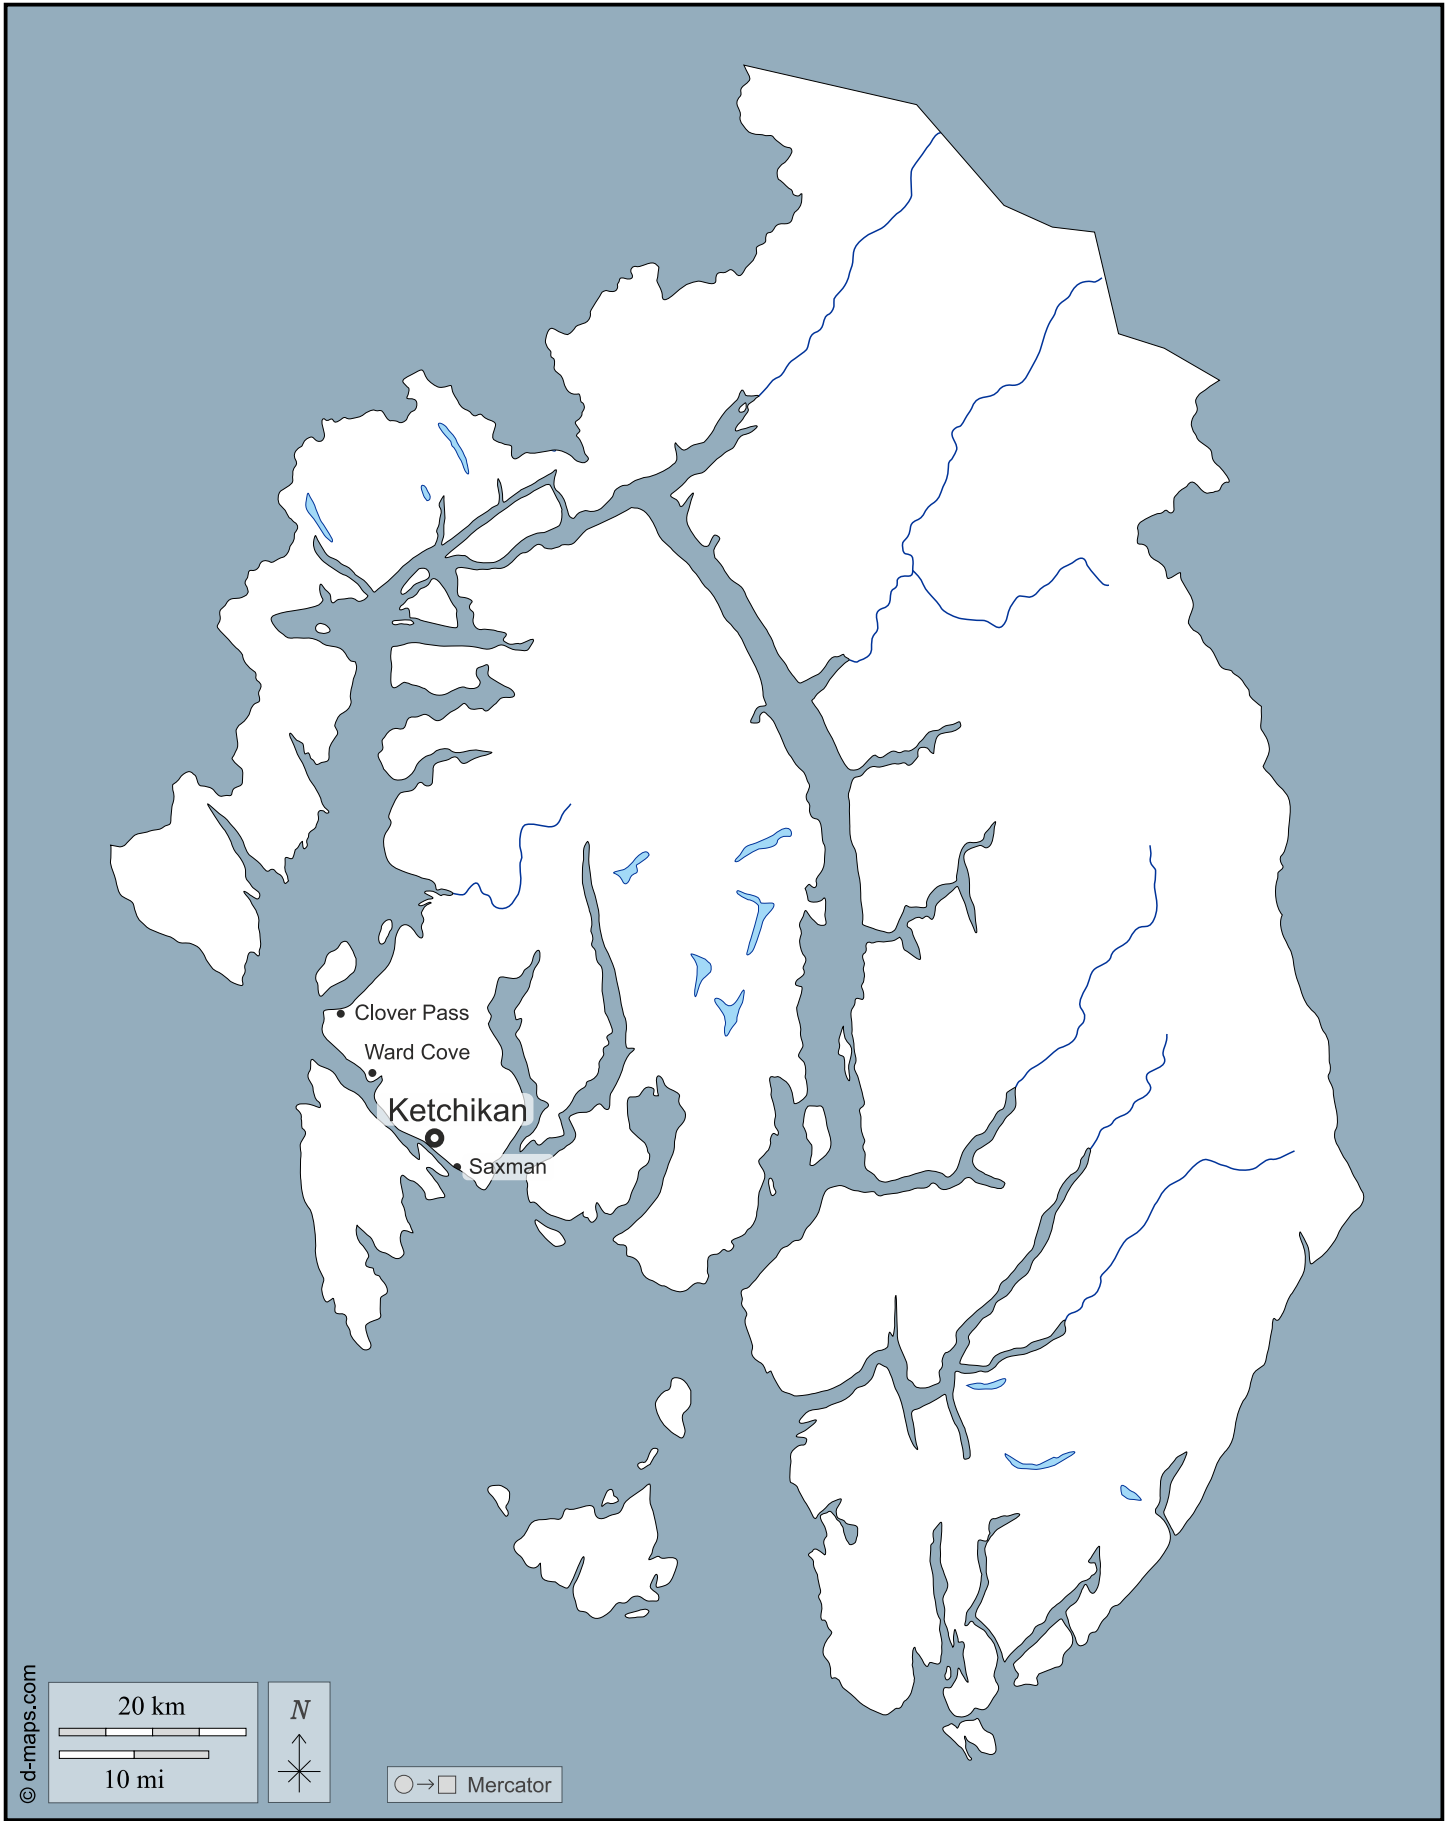 Clover Pass
Ward Cove
Ketchikan
Saxman
© d-maps.com
20 km
10 mi
N
Mercator